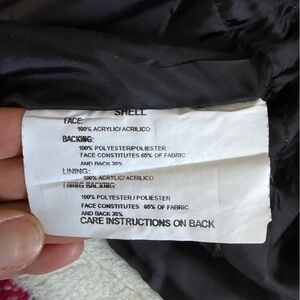 SHELL
FACE:
100% ACRYLIC/ACRILICO
BACKING:
100% POLYESTER/POLIESTER
FACE CONSTITUTES 65% OF FABRIC
AND BACK 35%
LINING:
100% ACRYLIC/ACRILICO
LINING BACKING:
100% POLYESTER / POLIESTER
FACE CONSTITUTES 65% OF FABRIC
AND BACK 35%
CARE INSTRUCTIONS ON BACK